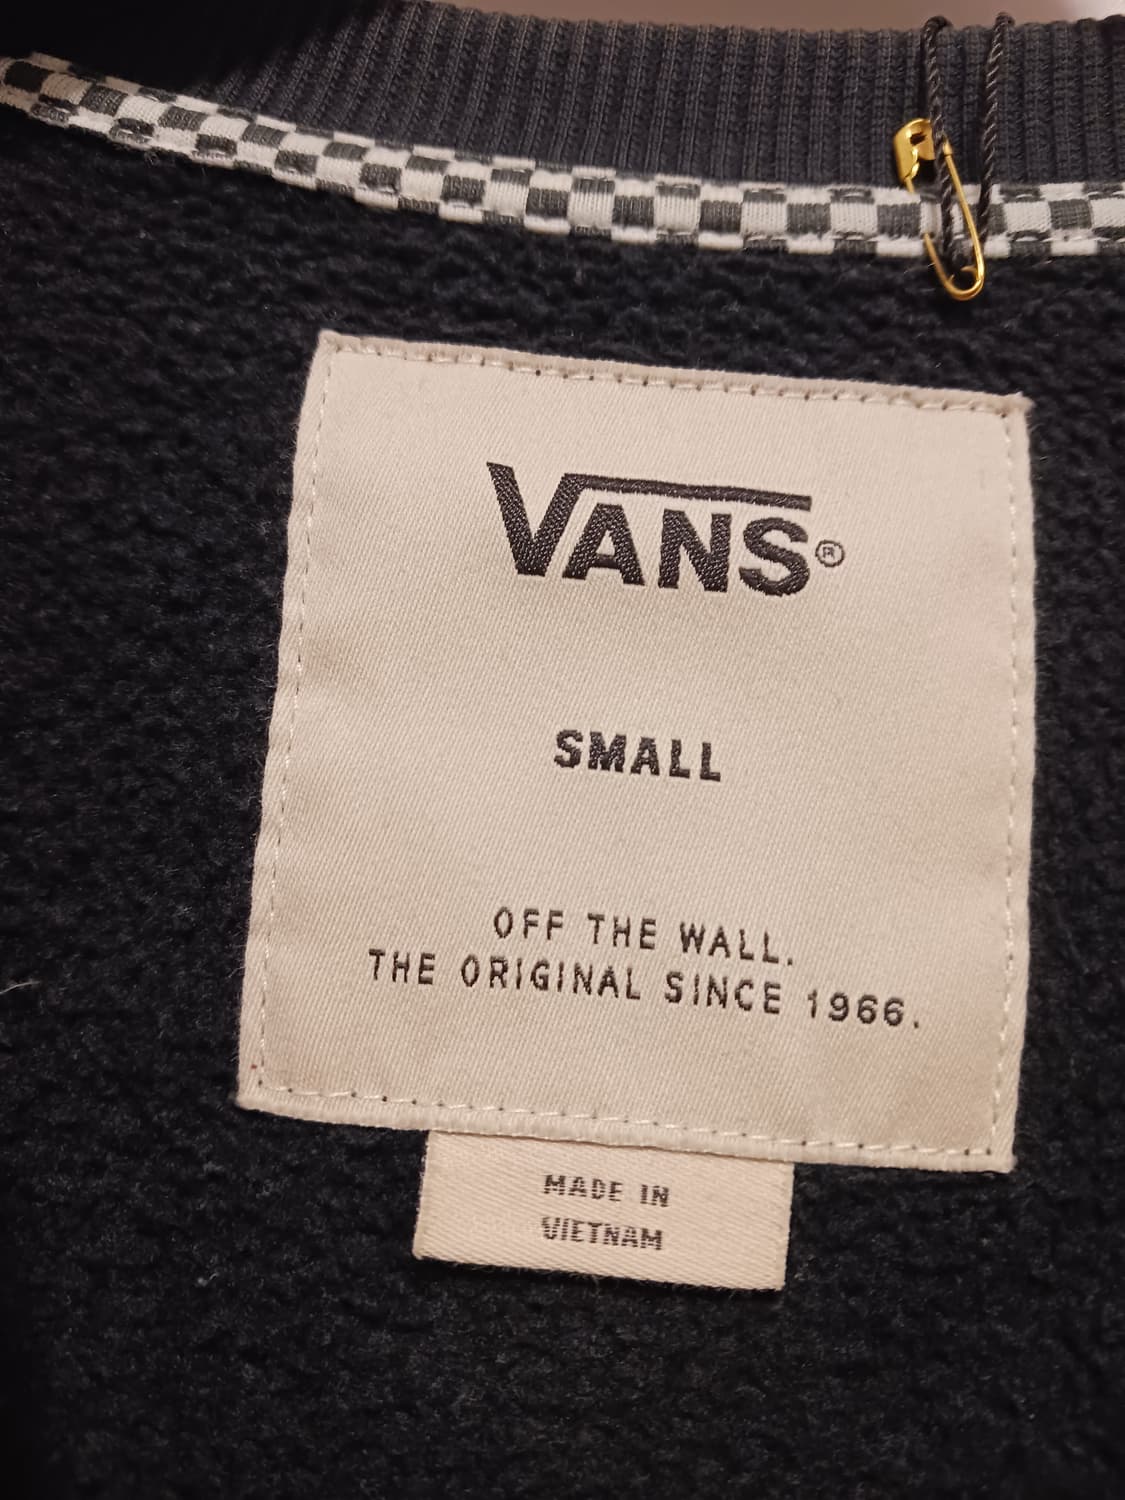 VANS®
SMALL
OFF THE WALL.
THE ORIGINAL SINCE 1966.
MADE IN
VIETNAM